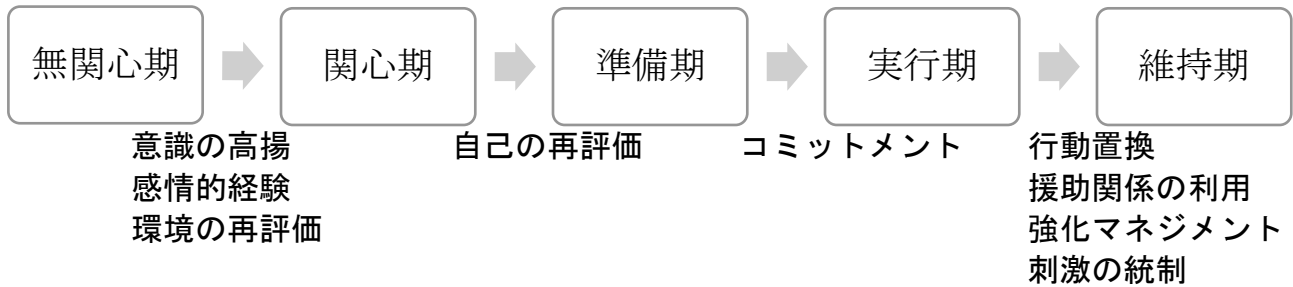 無関心期
関心期
準備期
実行期
維持期
意識の高揚
感情的経験
環境の再評価
自己の再評価
コミットメント
行動置換
援助関係の利用
強化マネジメント
刺激の統制